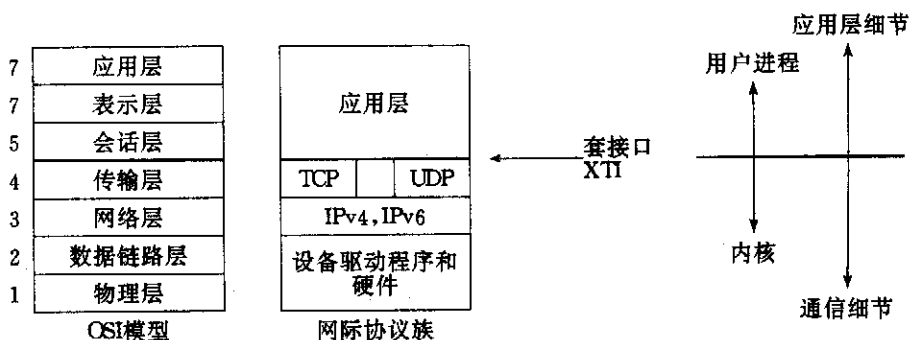 7 应用层
7 表示层
5 会话层
4 传输层
3 网络层
2 数据链路层
1 物理层
OSI模型
应用层
TCP UDP
IPv4,IPv6
设备驱动程序和
硬件
网际协议族
套接口
XTI
应用层细节
用户进程
内核
通信细节